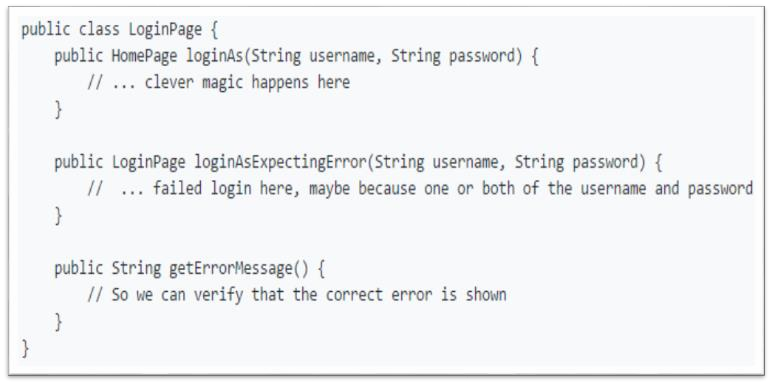 public class LoginPage {
    public HomePage loginAs(String username, String password) {
        // ... clever magic happens here
    }

    public LoginPage loginAsExpectingError(String username, String password) {
        //  ... failed login here, maybe because one or both of the username and password
    }

    public String getErrorMessage() {
        // So we can verify that the correct error is shown
    }
}